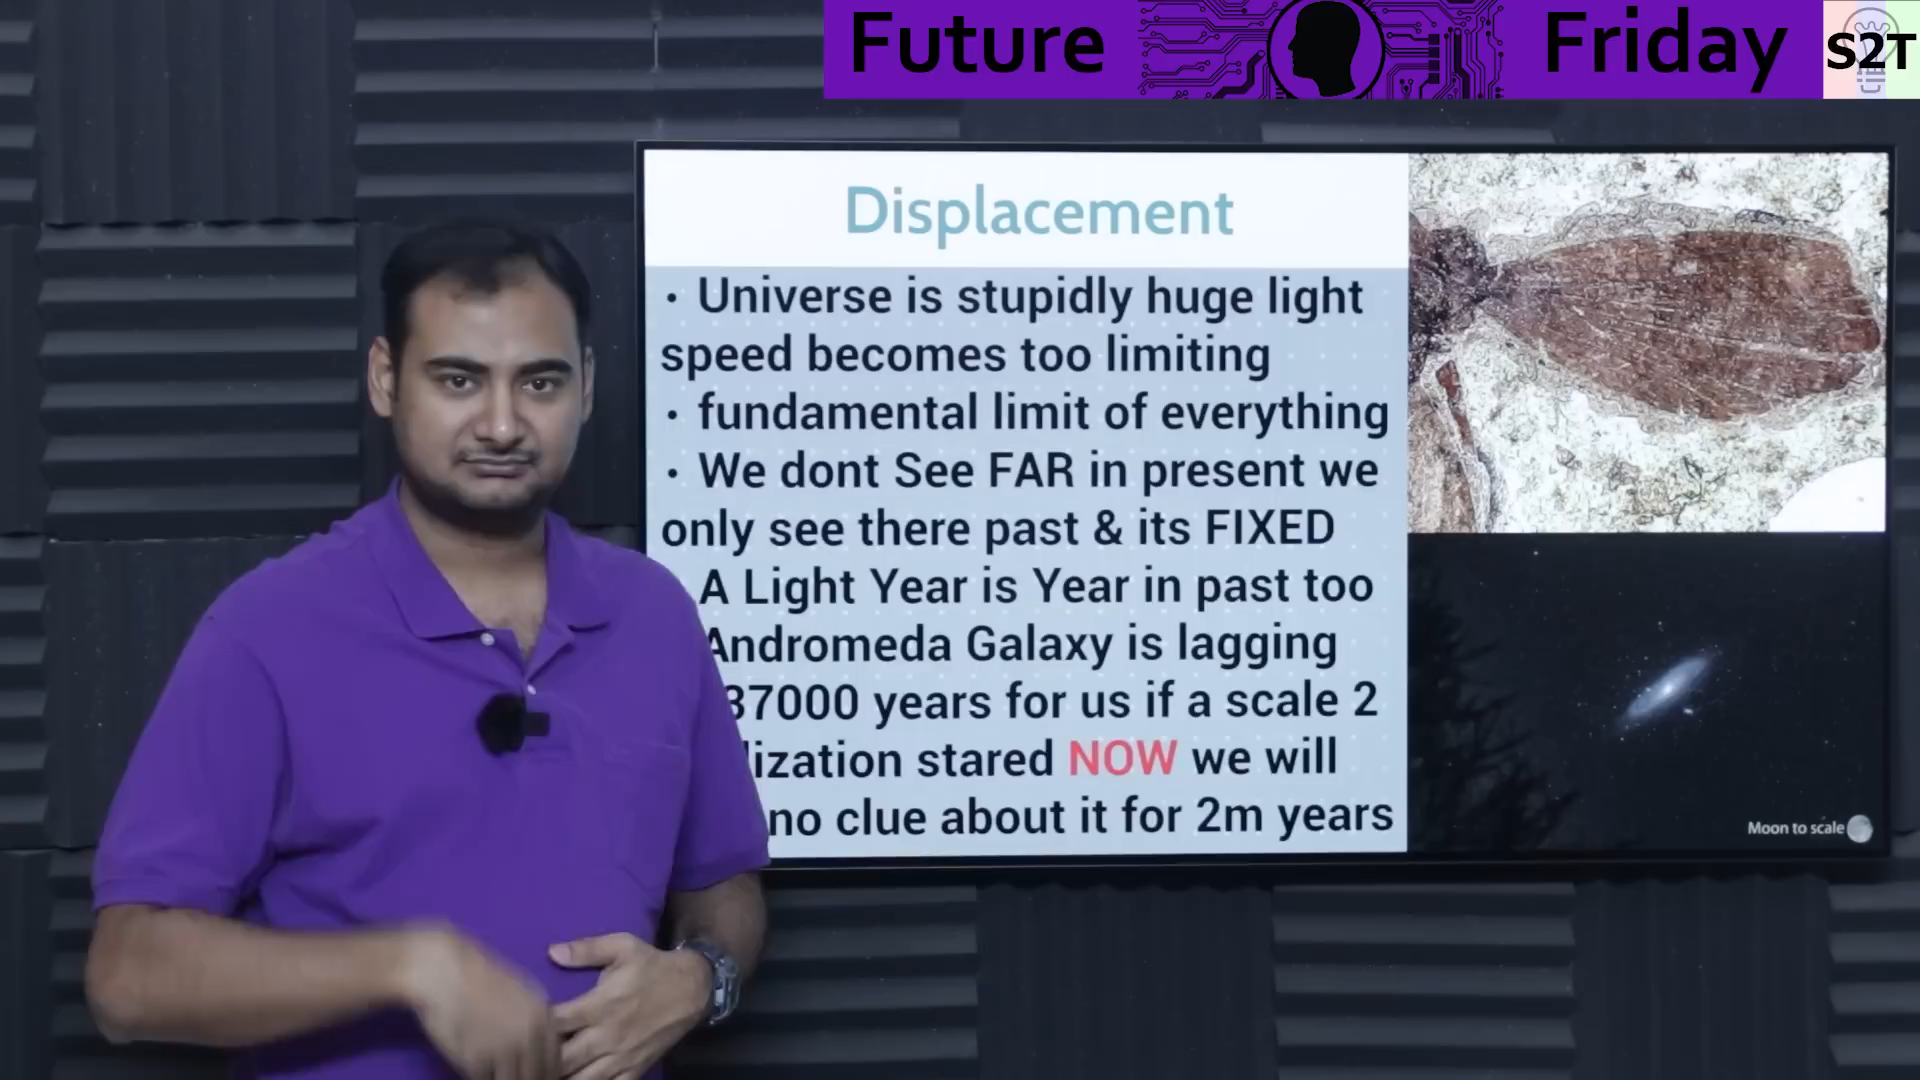 Future Friday S2T
Displacement
• Universe is stupidly huge light
speed becomes too limiting
• fundamental limit of everything
• We dont See FAR in present we
only see there past & its FIXED
A Light Year is Year in past too
Andromeda Galaxy is lagging
37000 years for us if a scale 2
lization stared NOW we will
no clue about it for 2m years
Moon to scale